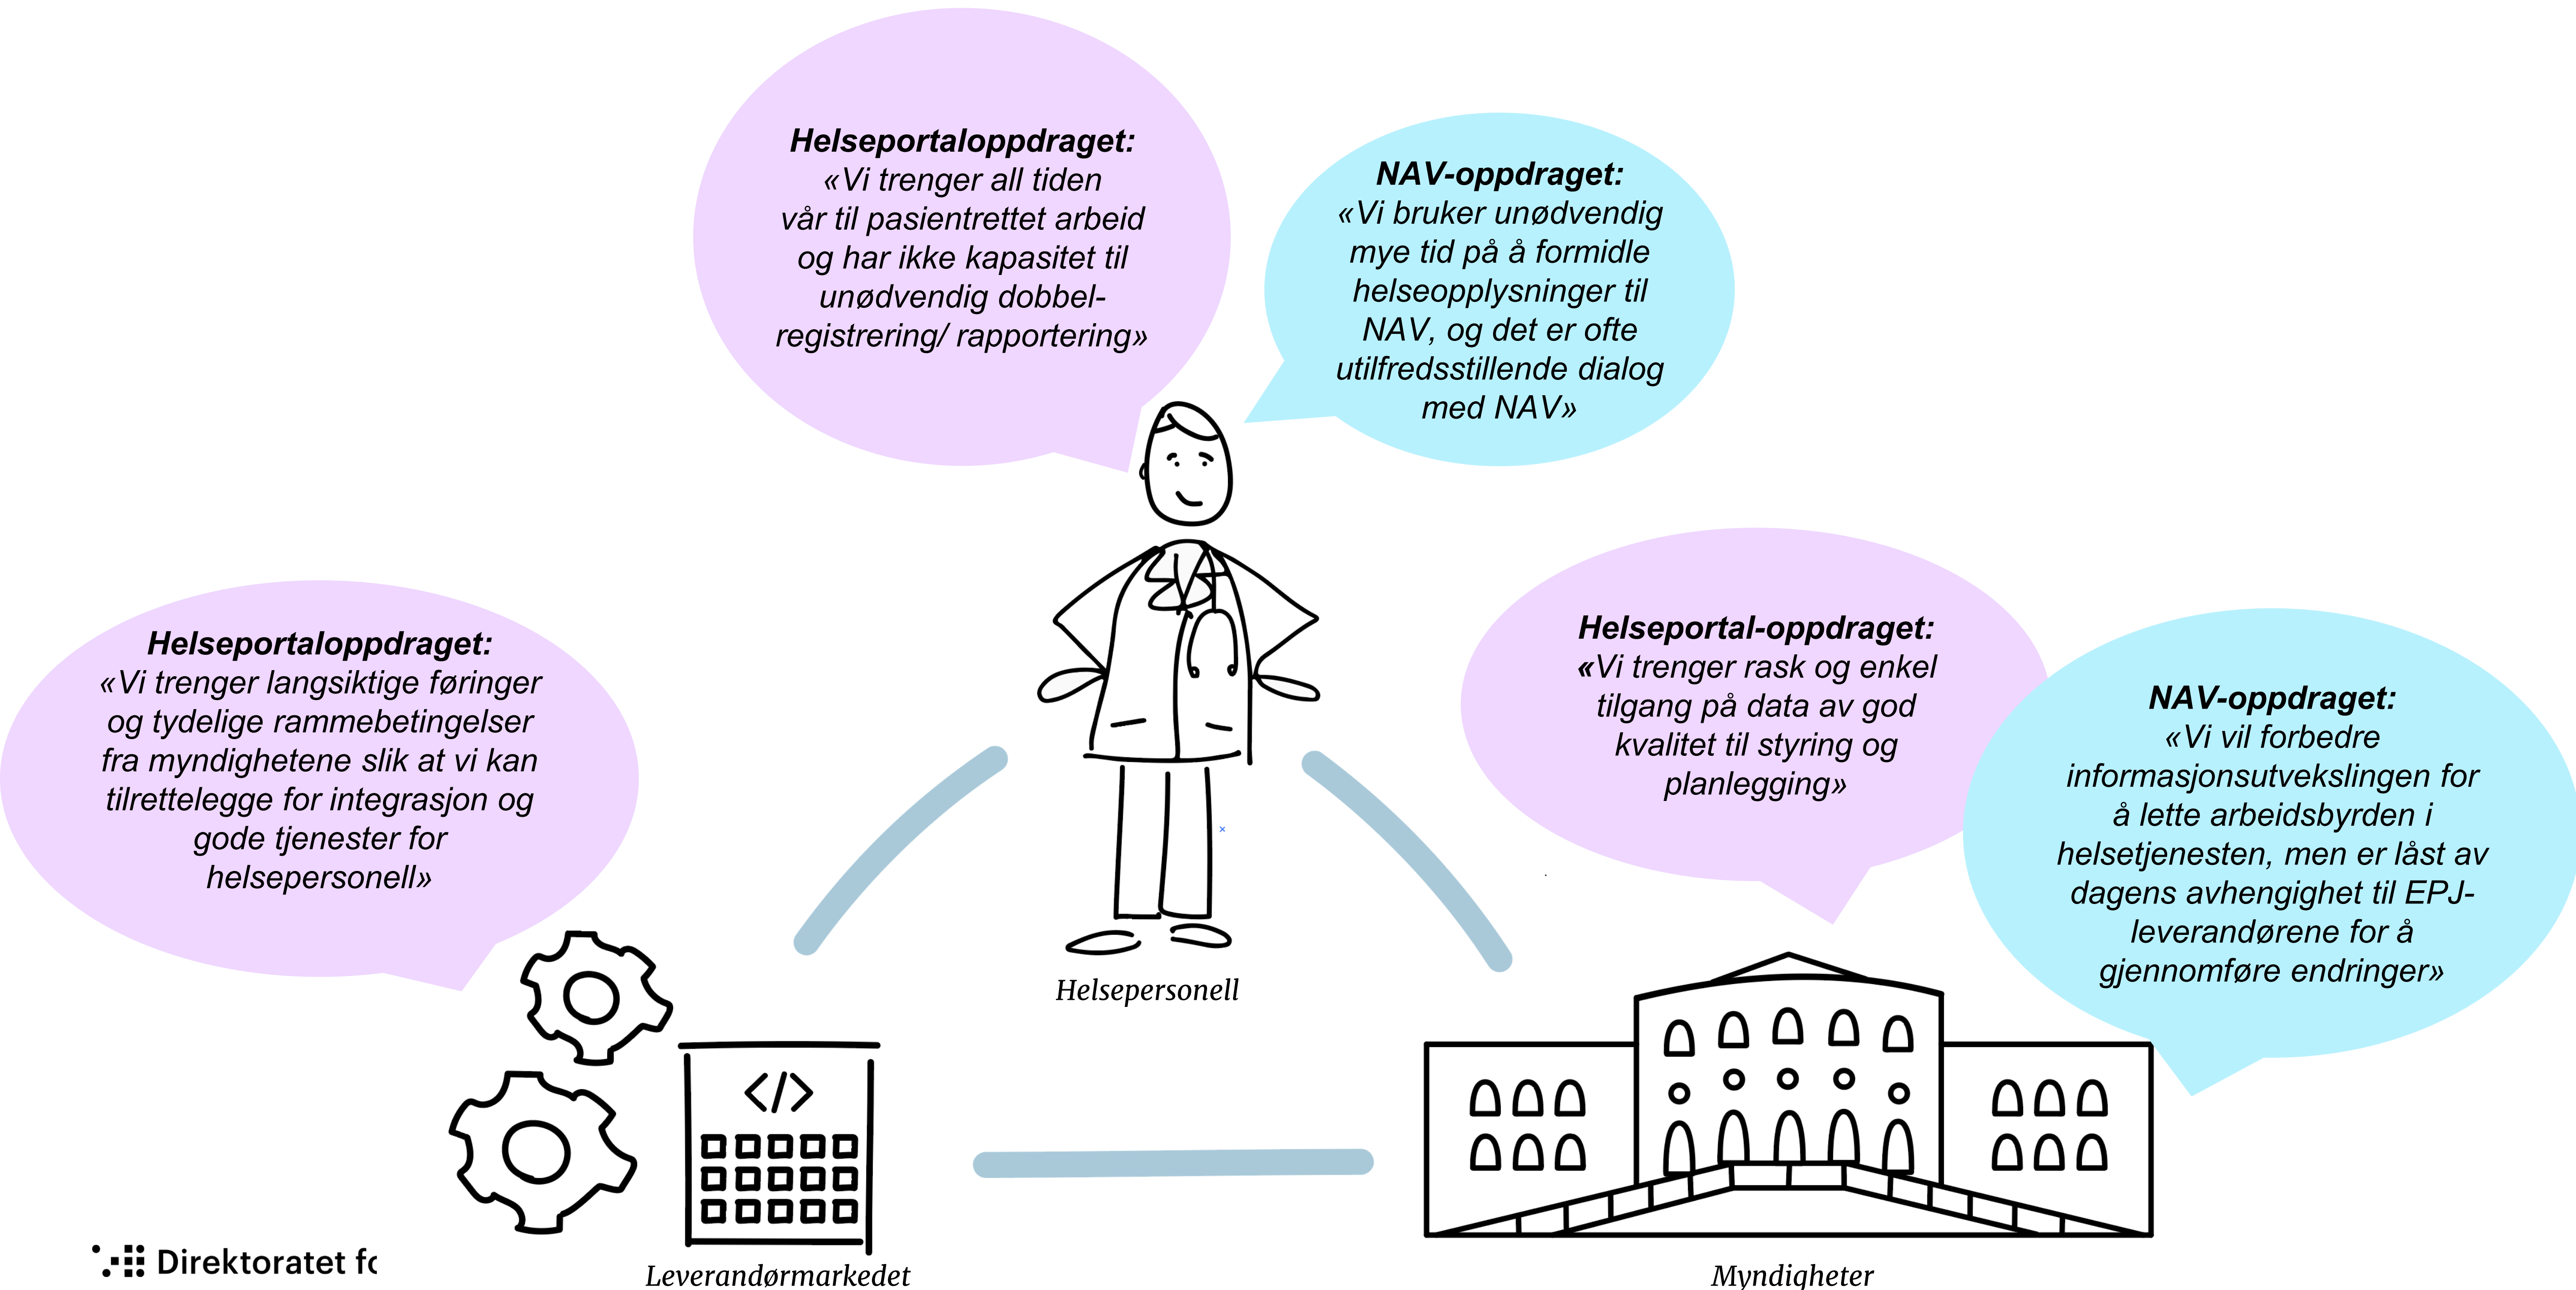 Helseportaloppdraget:
«Vi trenger all tiden
vår til pasientrettet arbeid
og har ikke kapasitet til
unødvendig dobbel-
registrering/ rapportering»
NAV-oppdraget:
«Vi bruker unødvendig
mye tid på å formidle
helseopplysninger til
NAV, og det er ofte
utilfredsstillende dialog
med NAV»
Helseportaloppdraget:
«Vi trenger langsiktige føringer
og tydelige rammebetingelser
fra myndighetene slik at vi kan
tilrettelegge for integrasjon og
gode tjenester for
helsepersonell»
Helseportal-oppdraget:
«Vi trenger rask og enkel
tilgang på data av god
kvalitet til styring og
planlegging»
NAV-oppdraget:
«Vi vil forbedre
informasjonsutvekslingen for
å lette arbeidsbyrden i
helsetjenesten, men er låst av
dagens avhengighet til EPJ-
leverandørene for å
gjennomføre endringer»
Helsepersonell
</>
Leverandørmarkedet
Myndigheter
Direktoratet